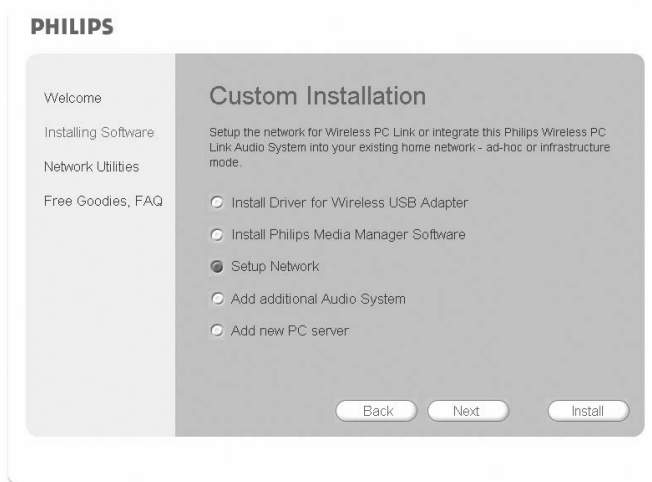 PHILIPS
Welcome
Installing Software
Network Utilities
Free Goodies, FAQ
Custom Installation
Setup the network for Wireless PC Link or integrate this Philips Wireless PC
Link Audio System into your existing home network - ad-hoc or infrastructure
mode.
Install Driver for Wireless USB Adapter
Install Philips Media Manager Software
Setup Network
Add additional Audio System
Add new PC server
Back
Next
Install